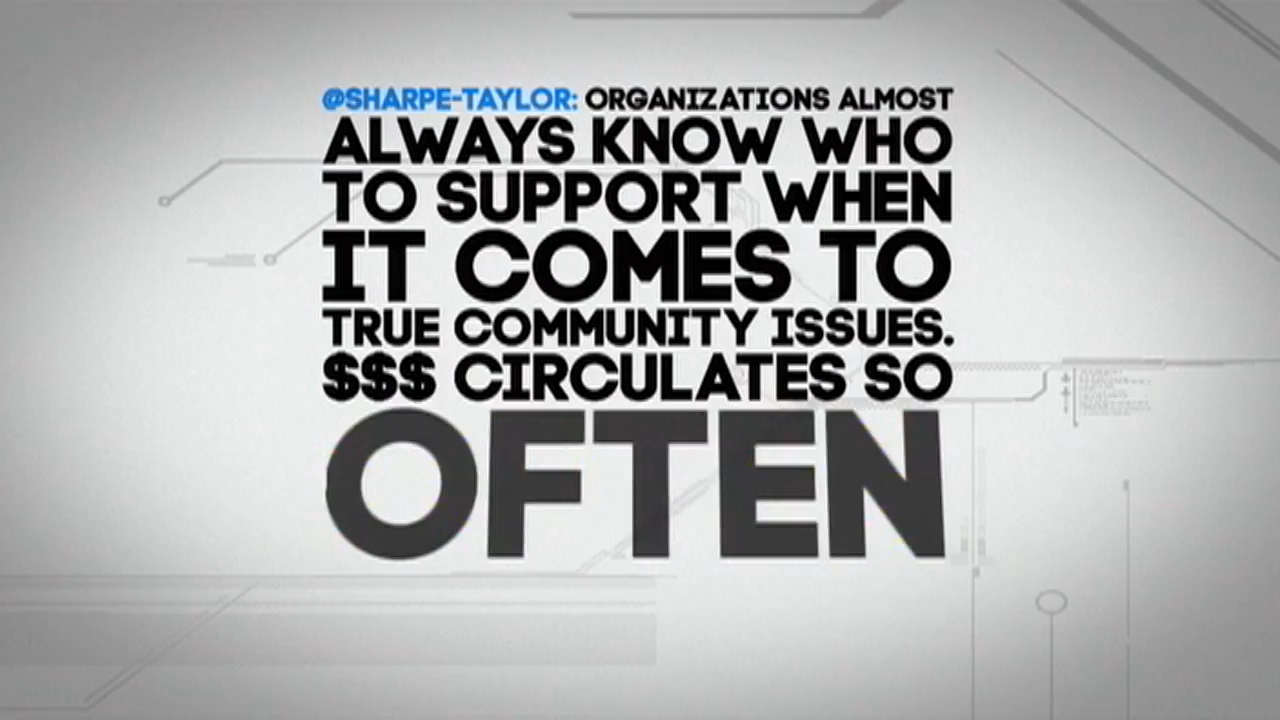 @SHARPE-TAYLOR: ORGANIZATIONS ALMOST
ALWAYS KNOW WHO
TO SUPPORT WHEN
IT COMES TO
TRUE COMMUNITY ISSUES.
$$$ CIRCULATES SO
OFTEN